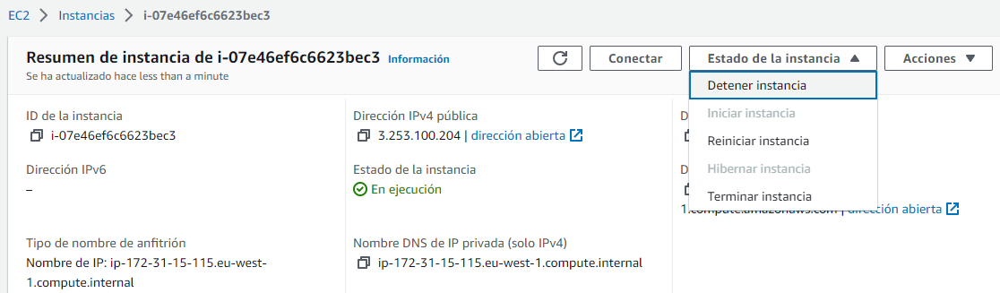 EC2 > Instancias > i-07e46ef6c6623bec3
Resumen de instancia de i-07e46ef6c6623bec3 Información
Se ha actualizado hace less than a minute
Conectar
Estado de la instancia
Acciones
Detener instancia
Iniciar instancia
Reiniciar instancia
Hibernar instancia
Terminar instancia
ID de la instancia
i-07e46ef6c6623bec3
Dirección IPv4 pública
3.253.100.204 | dirección abierta
D
Dirección IPv6
–
Estado de la instancia
En ejecución
D
1.compute.amazonaws.com | dirección abierta
Tipo de nombre de anfitrión
Nombre de IP: ip-172-31-15-115.eu-west-
1.compute.internal
Nombre DNS de IP privada (solo IPv4)
ip-172-31-15-115.eu-west-1.compute.internal